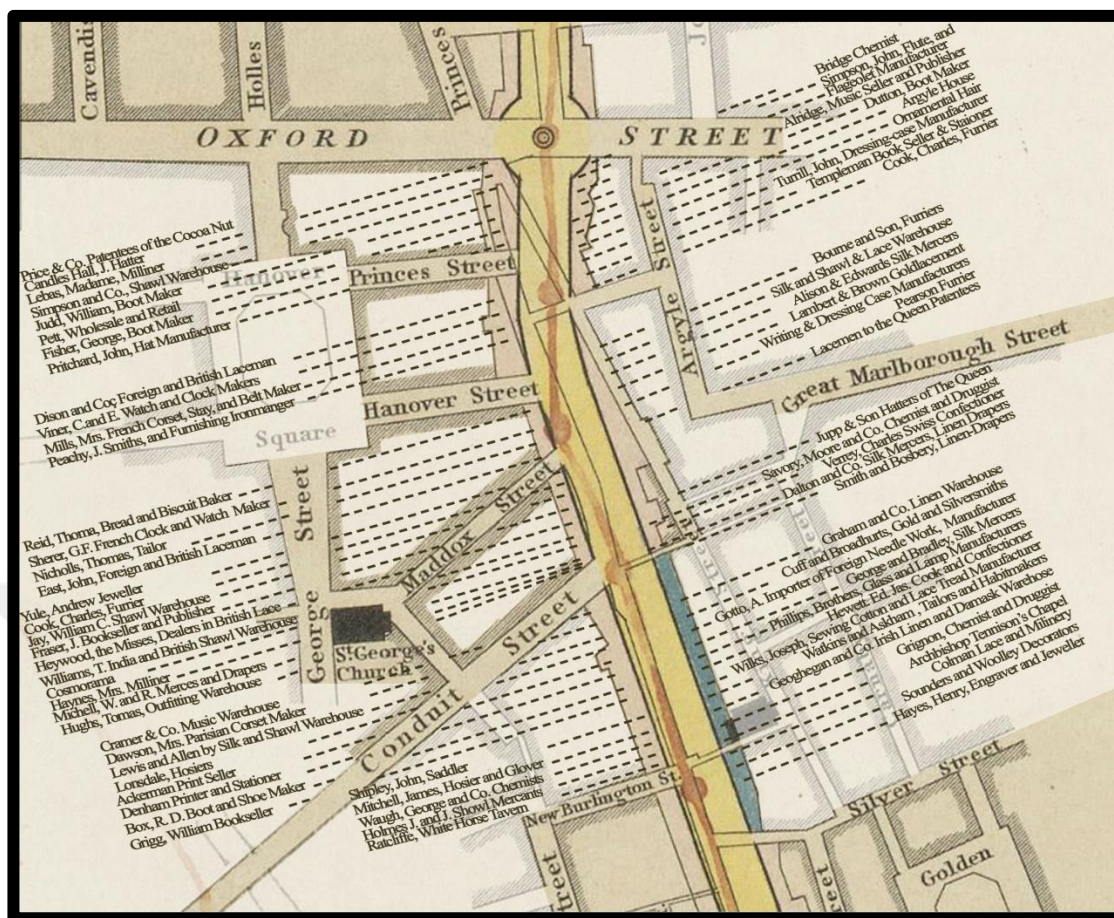 Cavendis
Holles
Princes
J
OXFORD STREET
Bridge Chemist
Simpson, John, Flute, and
Flageolet Manufacturer
Alridge, Music Seller and Publisher
Dutton, Boot Maker
Argyle House
Ornamental Hair
Turrill, John, Dressing-case Manufacturer
Templeman Book Seller & Staioner
Cook, Charles, Furrier
Price & Co. Patentees of the Cocoa Nut
Candles Hall, J. Hatter
Lebas, Madame, Milliner
Simpson and Co., Shawl Warehouse
Judd, William, Boot Maker
Pett, Wholesale and Retail
Fisher, George, Boot Maker
Pritchard, John, Hat Manufacturer
Hanover
Square
Princes Street
Argyle Street
Bourne and Son, Furriers
Silk and Shawl & Lace Warehouse
Alison & Edwards Silk Mercers
Lambert & Brown Goldlacement
Writing & Dressing Case Manufacturers
Pearson Furrier
Lacemen to the Queen Patentees
Great Marlborough Street
Dison and Co; Foreign and British Laceman
Viner, C.and E. Watch and Clock Makers
Mills, Mrs. French Corset, Stay, and Belt Maker
Peachy, J. Smiths, and Furnishing Ironmanger
Hanover Street
Jupp & Son Hatters of The Queen
Savory, Moore and Co. Chemist and Druggist
Verrey, Charles Swiss Confectioner
Dalton and Co. Silk Mercers, Linen Drapers
Smith and Bosbery, Linen-Drapers
Reid, Thoma, Bread and Biscuit Baker
Sherer, G.F. French Clock and Watch Maker
Nicholls, Thomas, Tailor
East, John, Foreign and British Laceman
George Street
Maddox Street
Yule, Andrew Jeweller
Cook, Charles, Furrier
Jay, William C. Shawl Warehouse
Fraser, J. Bookseller and Publisher
Heywood, the Misses, Dealers in British Lace
Williams, T. India and British Shawl Warehouse
Cosmorama
Haynes, Mrs. Milliner
Michell, W. and R. Merces and Drapers
Hughs, Tomas, Outfitting Warehouse
St. George's
Church
Graham and Co. Linen Warehouse
Cuff and Broadhurts, Gold and Silversmiths
Gotto, A. Importer of Foreign Needle Work, Manufacturer
George and Bradley, Silk Mercers
Phillips, Brothers, Glass and Lamp Manufacturers
Hewett. Ed. Jas. Cook and Confectioner
Wilks, Joseph, Sewing Cotton and Lace Tread Manufacturer
Watkins and Askhan, Tailors and Habitmakers
Geoghegan and Co. Irish Linen and Damask Warehose
Grignon, Chemist and Druggist
Archbishop Tennison's Chapel
Colman Lace and Milinery
Sounders and Woolley Decorators
Hayes, Henry, Engraver and Jeweller
Street
Conduit Street
Cramer & Co. Music Warehouse
Dawson, Mrs. Parisian Corset Maker
Lewis and Allen by Silk and Shawl Warehouse
Lonsdale, Hosiers
Ackerman Print Seller
Denham Printer and Stationer
Box, R. D. Boot and Shoe Maker
Grigg, William Bookseller
Shipley, John, Saddler
Mitchell, James, Hosier and Glover
Waugh, George and Co. Chemists
Holmes J. and J. Showl Mercants
Ratcliffe, White Horse Tavern
New Burlington St.
Silver Street
Golden
treet
treet